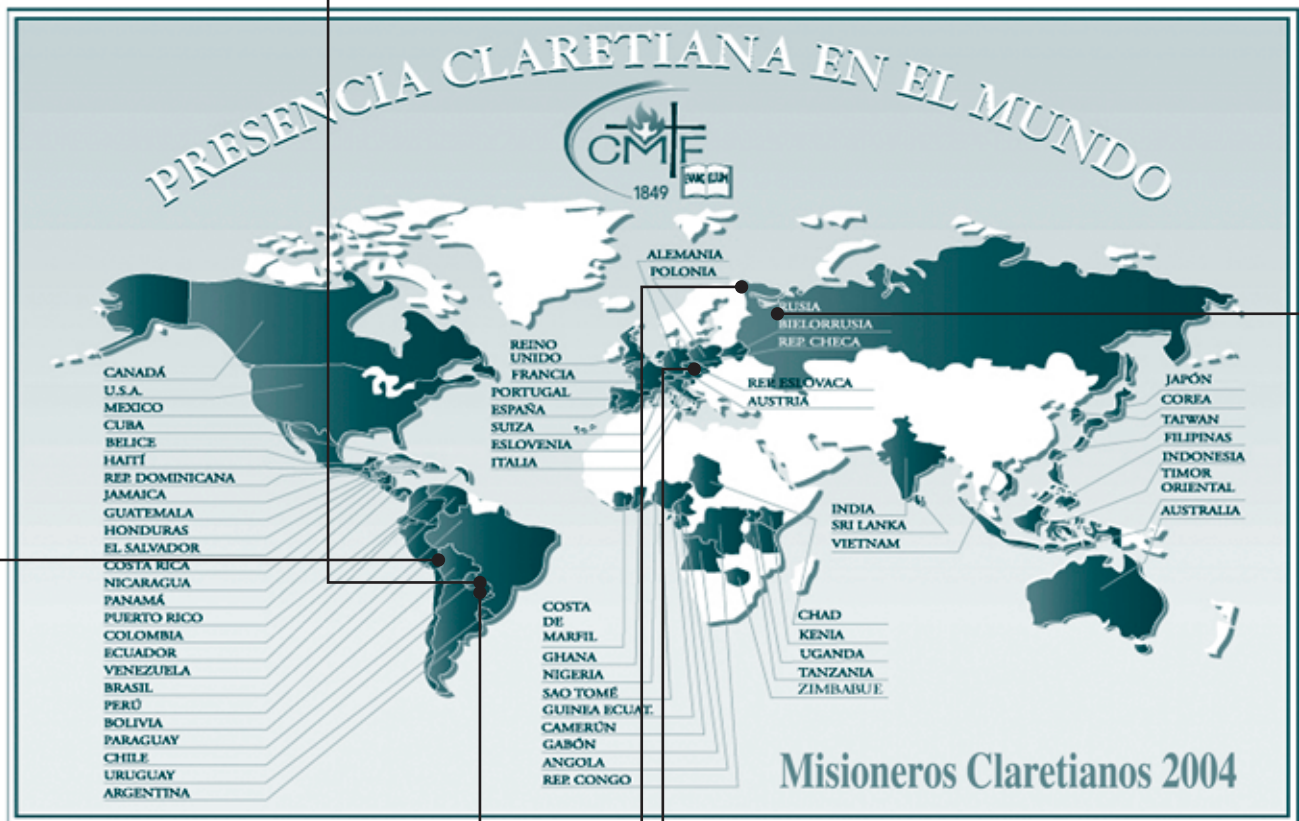 PRESENCIA CLARETIANA EN EL MUNDO
CMF
1849
EVANGELIUM
ALEMANIA
POLONIA
RUSIA
BIELORRUSIA
REP. CHECA
REP. ESLOVACA
AUSTRIA
REINO
UNIDO
FRANCIA
PORTUGAL
ESPAÑA
SUIZA
ESLOVENIA
ITALIA
CANADÁ
U.S.A.
MEXICO
CUBA
BELICE
HAITÍ
REP. DOMINICANA
JAMAICA
GUATEMALA
HONDURAS
EL SALVADOR
COSTA RICA
NICARAGUA
PANAMÁ
PUERTO RICO
COLOMBIA
ECUADOR
VENEZUELA
BRASIL
PERÚ
BOLIVIA
PARAGUAY
CHILE
URUGUAY
ARGENTINA
COSTA
DE
MARFIL
GHANA
NIGERIA
SAO TOMÉ
GUINEA ECUAT.
CAMERÚN
GABÓN
ANGOLA
REP. CONGO
CHAD
KENIA
UGANDA
TANZANIA
ZIMBABUE
INDIA
SRI LANKA
VIETNAM
JAPÓN
COREA
TAIWAN
FILIPINAS
INDONESIA
TIMOR
ORIENTAL
AUSTRALIA
Misioneros Claretianos 2004